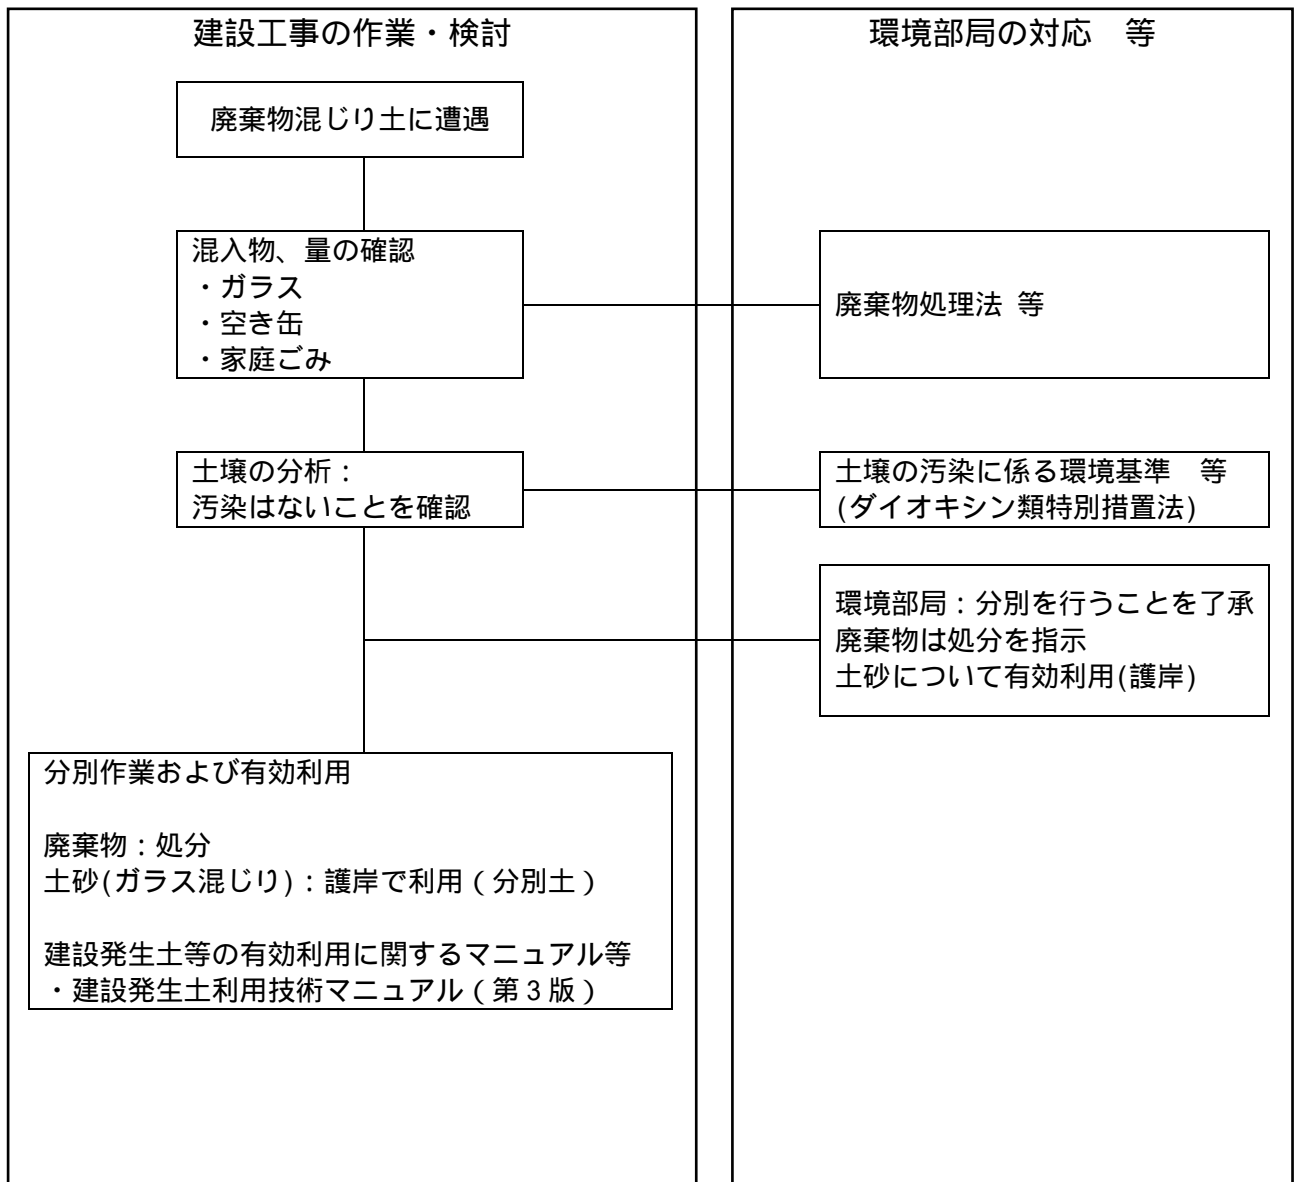 建設工事の作業・検討
廃棄物混じり土に遭遇
混入物、量の確認
・ガラス
・空き缶
・家庭ごみ
土壌の分析：
汚染はないことを確認
分別作業および有効利用
廃棄物：処分
土砂(ガラス混じり)：護岸で利用（分別土）
建設発生土等の有効利用に関するマニュアル等
・建設発生土利用技術マニュアル（第３版）
環境部局の対応　等
廃棄物処理法 等
土壌の汚染に係る環境基準　等
(ダイオキシン類特別措置法)
環境部局：分別を行うことを了承
廃棄物は処分を指示
土砂について有効利用(護岸)